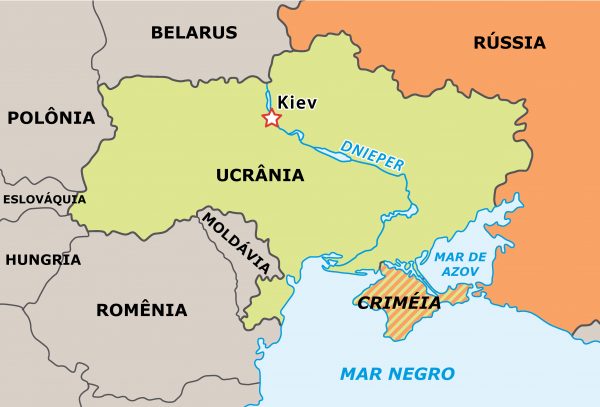 BELARUS
RÚSSIA
Kiev
POLÔNIA
DNIEPER
UCRÂNIA
ESLOVÁQUIA
MOLDÁVIA
HUNGRIA
MAR DE
AZOV
CRIMÉIA
ROMÊNIA
MAR NEGRO